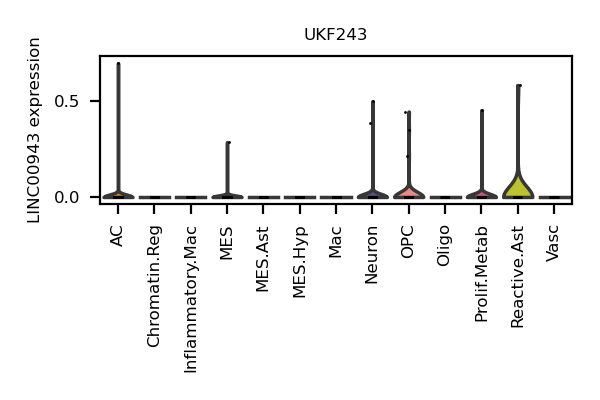 UKF243
LINC00943 expression
0.5
0.0
AC
Chromatin.Reg
Inflammatory.Mac
MES
MES.Ast
MES.Hyp
Mac
Neuron
OPC
Oligo
Prolif.Metab
Reactive.Ast
Vasc